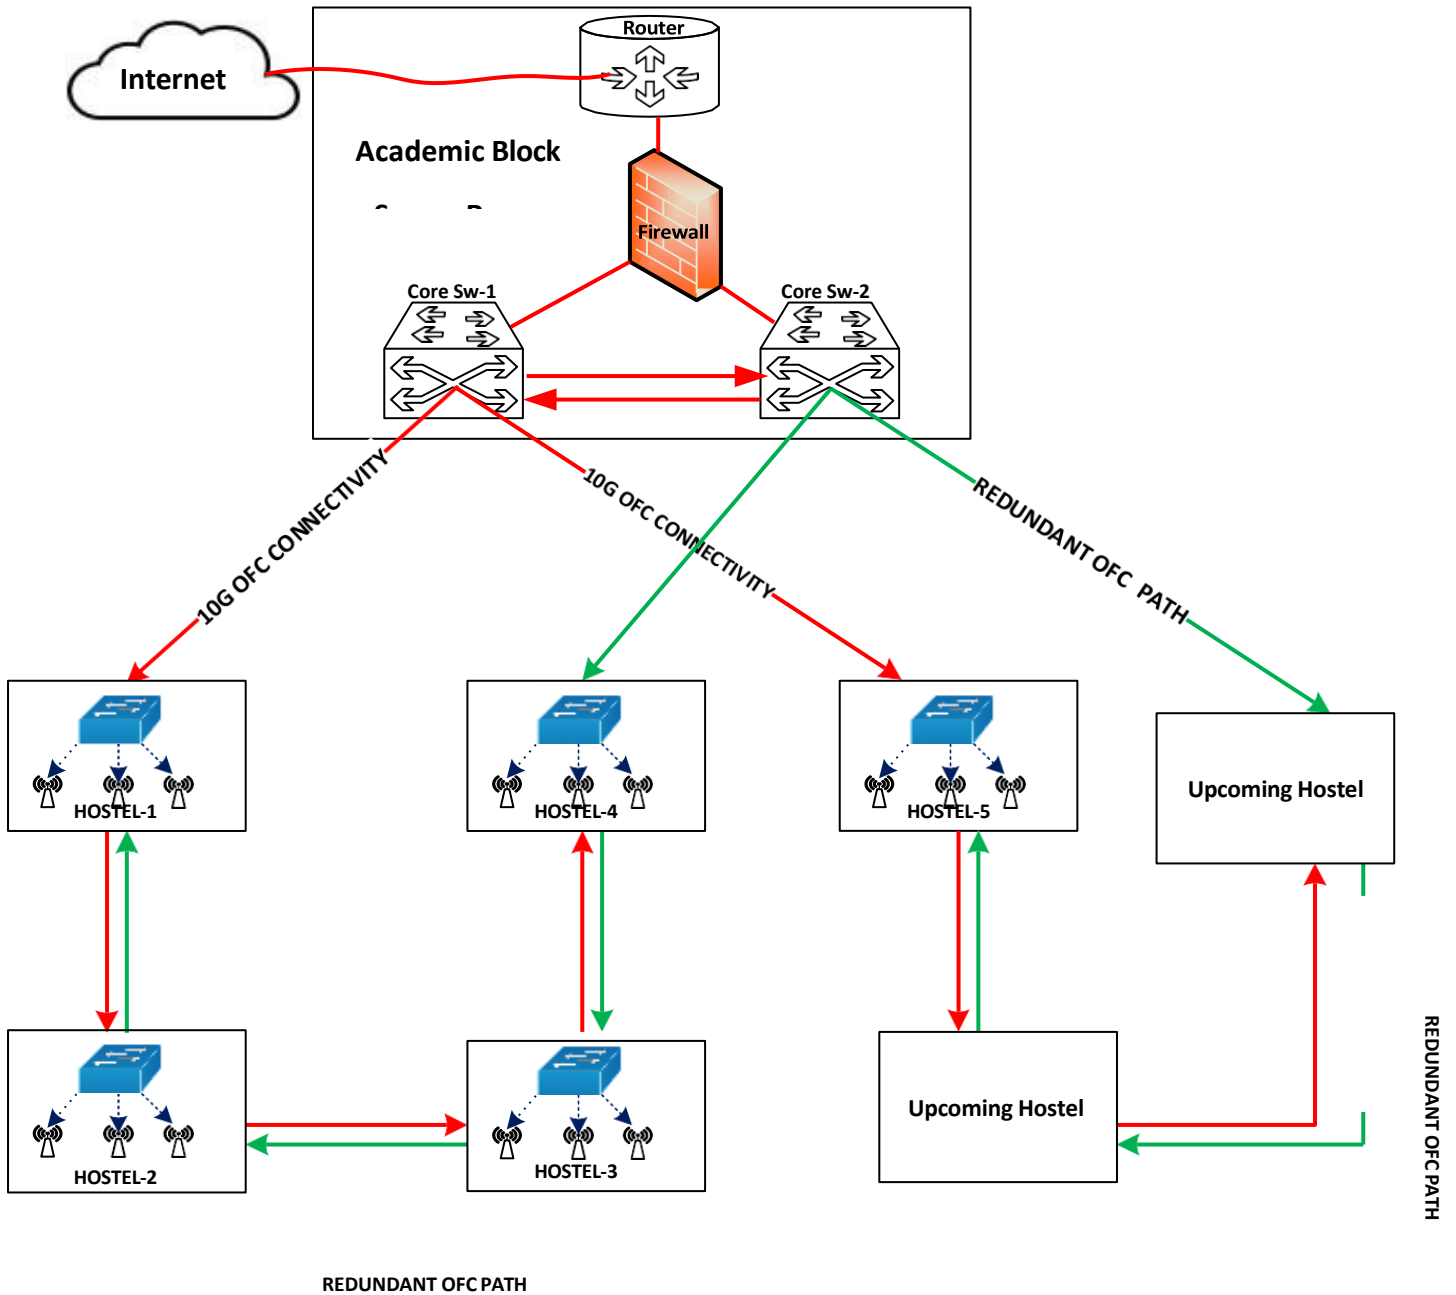 Router
Internet
Academic Block
Firewall
Core Sw-1
Core Sw-2
10G OFC CONNECTIVITY
10G OFC CONNECTIVITY
REDUNDANT OFC PATH
HOSTEL-1
HOSTEL-4
HOSTEL-5
Upcoming Hostel
HOSTEL-2
HOSTEL-3
Upcoming Hostel
REDUNDANT OFC PATH
REDUNDANT OFC PATH